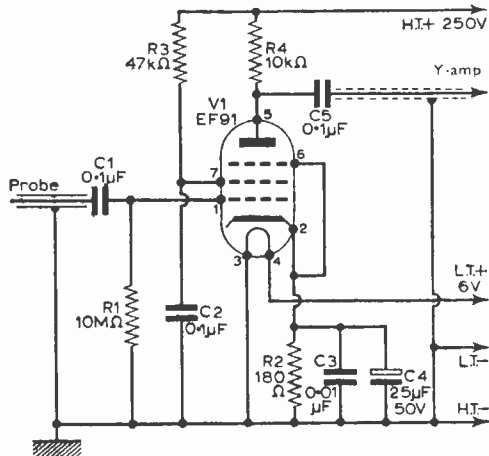 R3
47kΩ
R4
10kΩ
H.T.+ 250V
Y-amp
V1
EF91
C5
0·1µF
5
6
7
1
2
3
4
C1
0·1µF
Probe
L.T.+
6V
R1
10MΩ
C2
0·1µF
R2
180
Ω
C3
0·01
µF
C4
25µF
50V
L.T.-
H.T.-